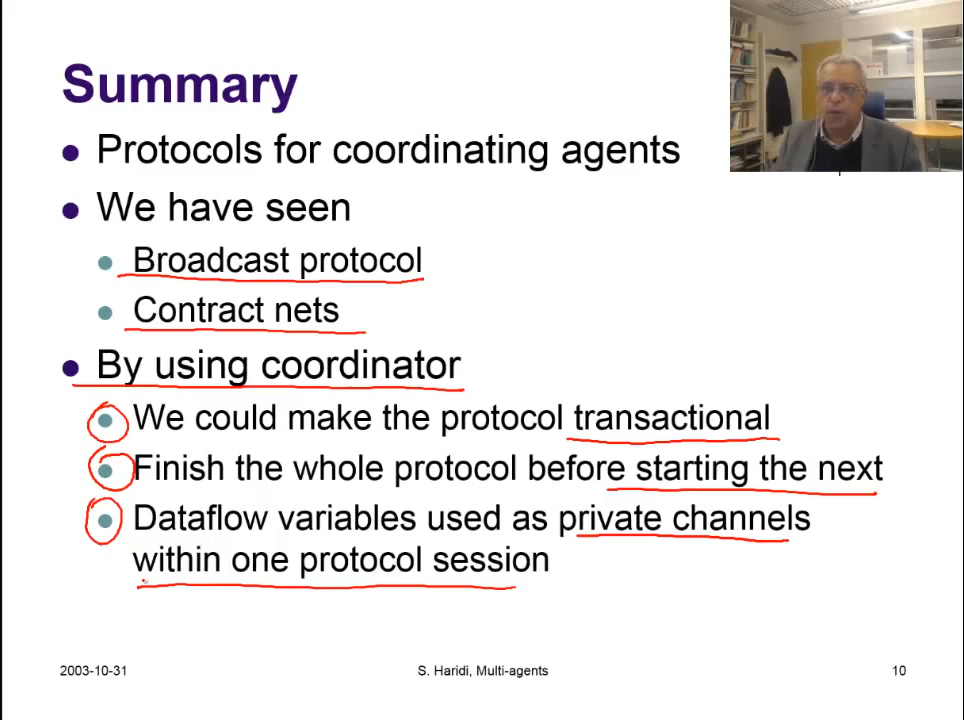 Summary
Protocols for coordinating agents
We have seen
Broadcast protocol
Contract nets
By using coordinator
We could make the protocol transactional
Finish the whole protocol before starting the next
Dataflow variables used as private channels
within one protocol session
2003-10-31
S. Haridi, Multi-agents
10